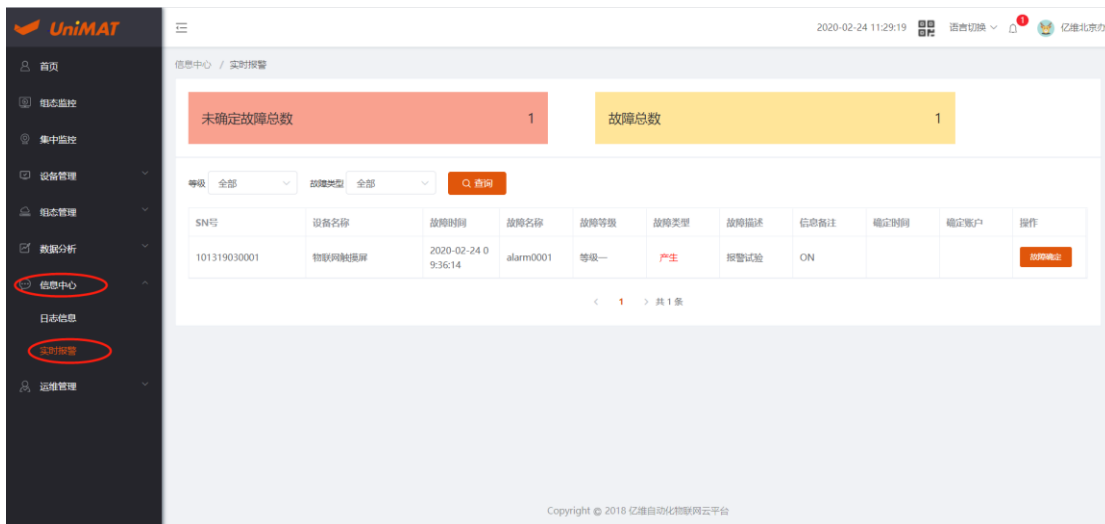 UniMAT
2020-02-24 11:29:19 语言切换 1 亿维北京办
首页
组态监控
集中监控
设备管理
组态管理
数据分析
信息中心
日志信息
实时报警
运维管理
信息中心 / 实时报警
未确定故障总数 1 故障总数 1
等级 全部 故障类型 全部 查询
SN号 设备名称 故障时间 故障名称 故障等级 故障类型 故障描述 信息备注 确定时间 确定账户 操作
101319030001 物联网触摸屏 2020-02-24 0 alarm0001 等级一 产生 报警试验 ON 故障确定
9:36:14
< 1 > 共 1 条
Copyright @ 2018 亿维自动化物联网云平台